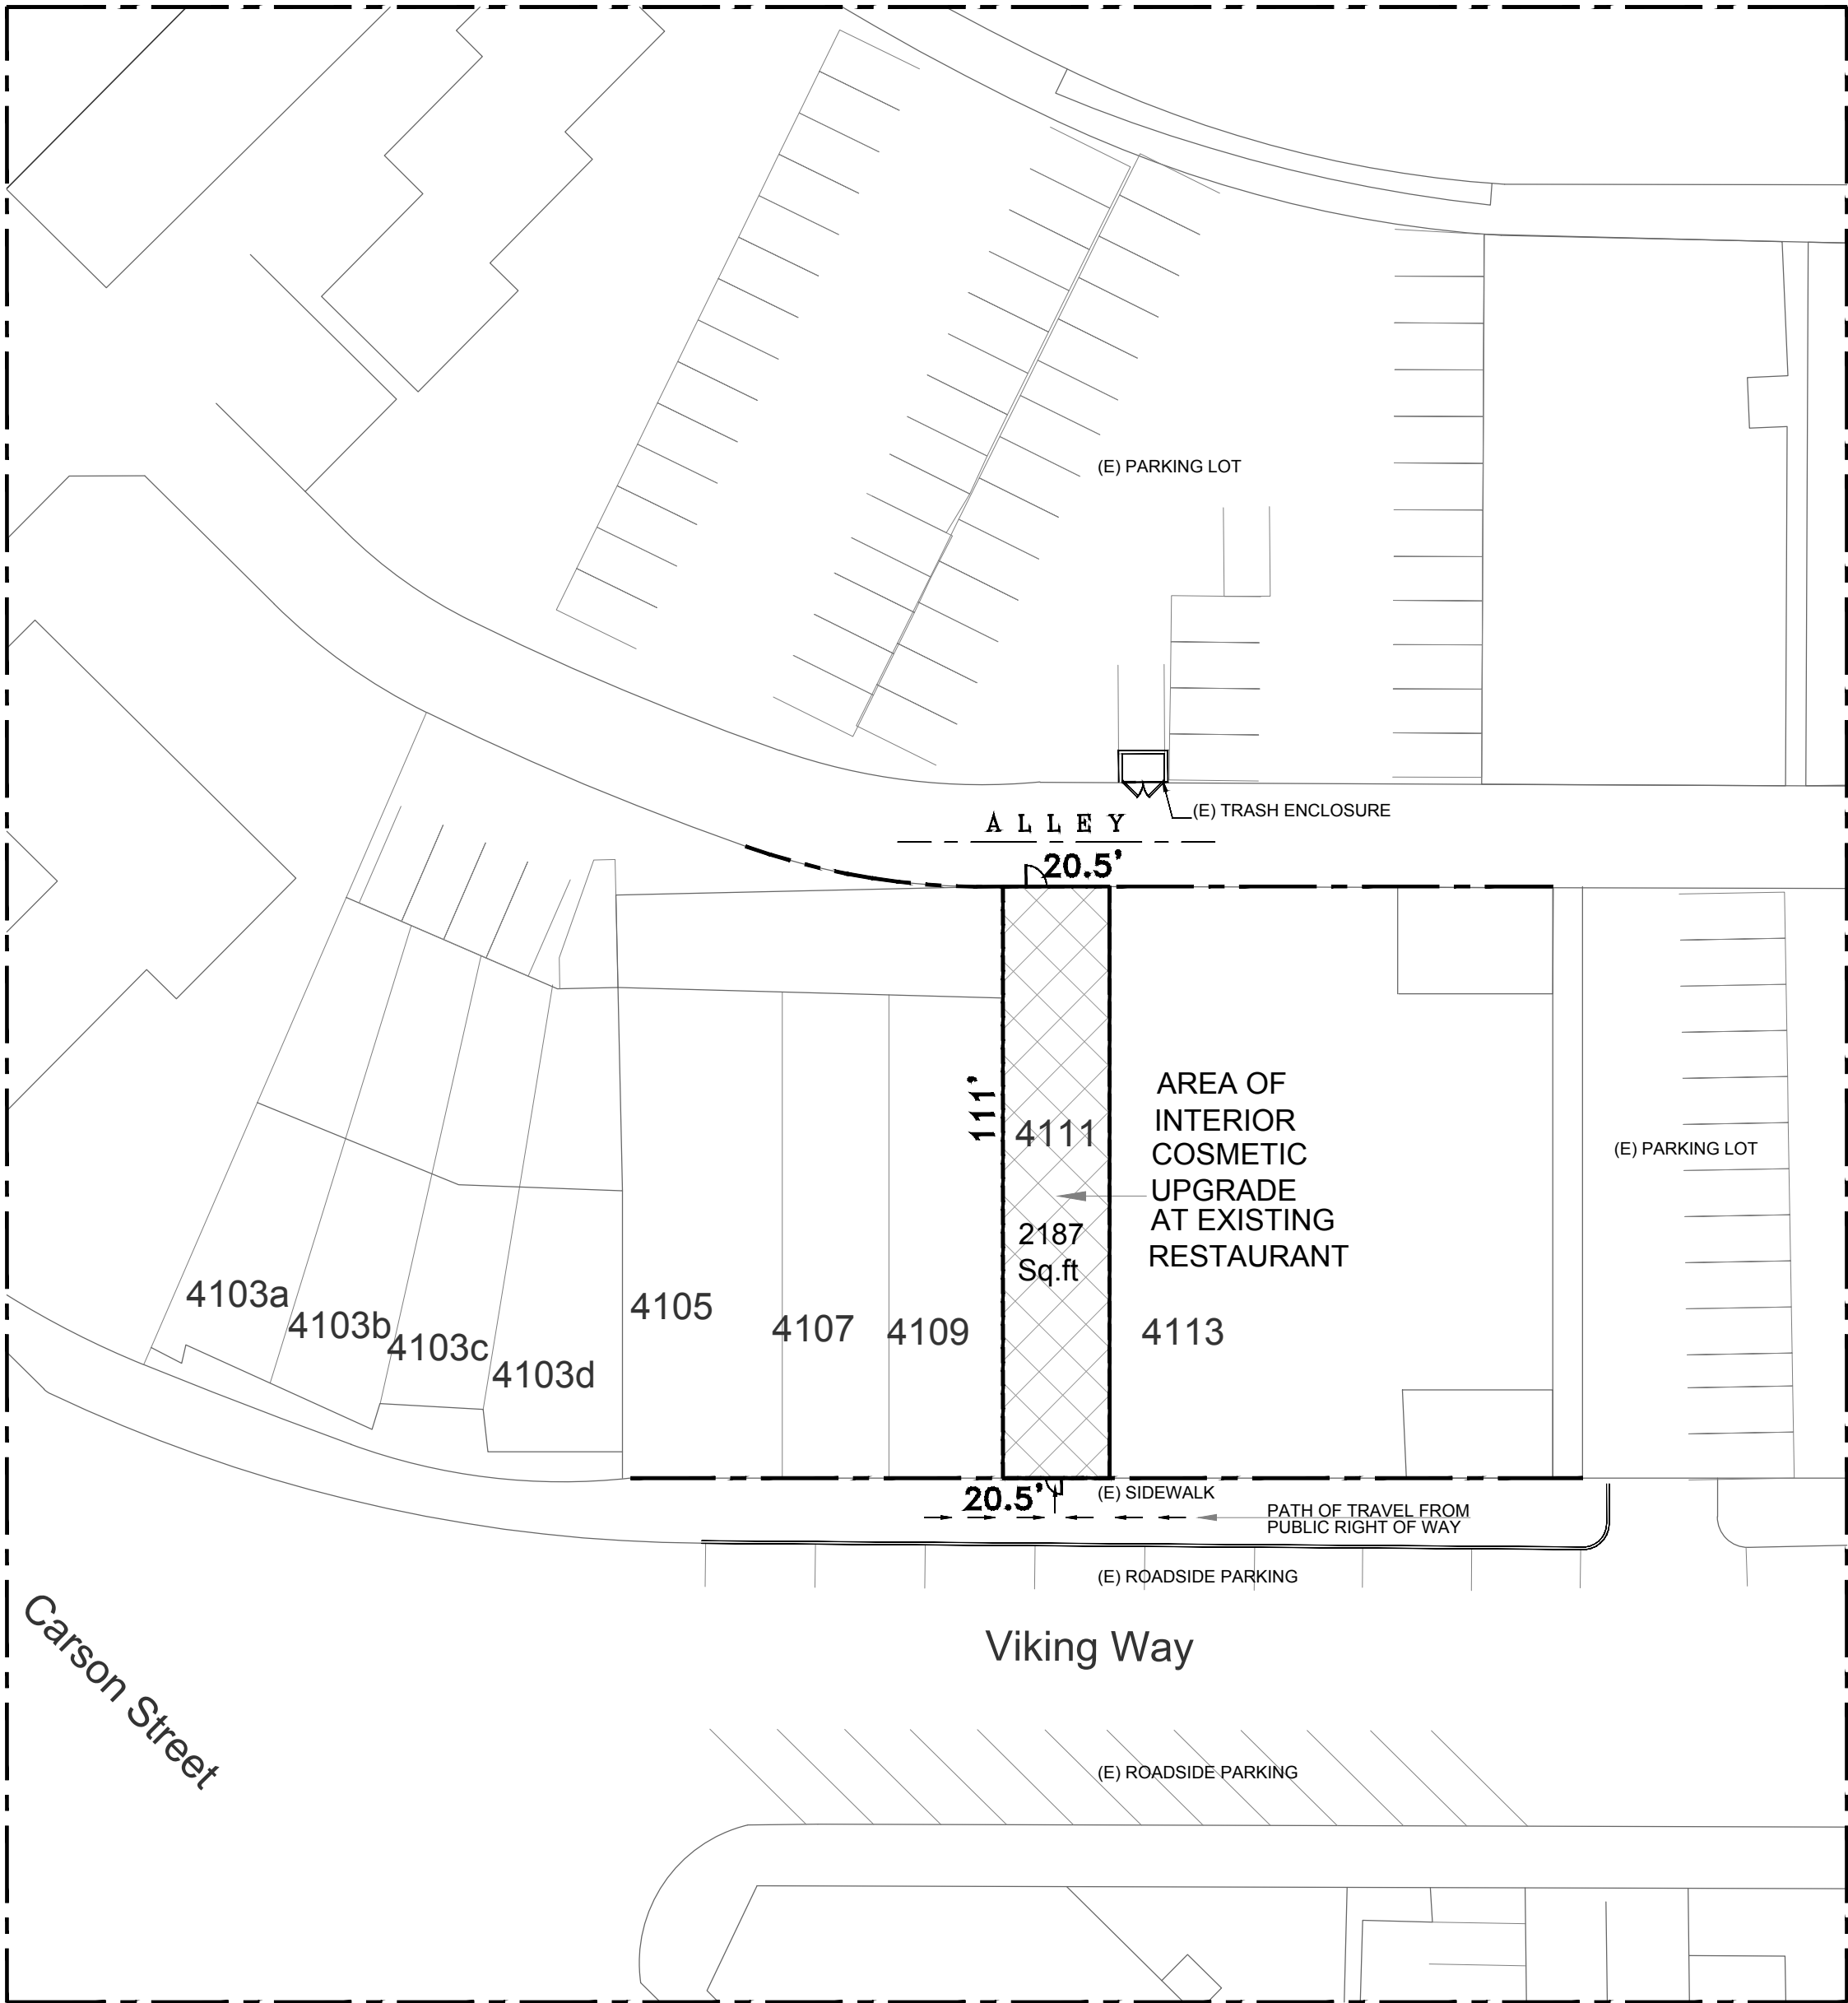 (E) PARKING LOT
(E) TRASH ENCLOSURE
ALLEY
20.5'
111'
4111
2187
Sq.ft
AREA OF
INTERIOR
COSMETIC
UPGRADE
AT EXISTING
RESTAURANT
(E) PARKING LOT
4103a
4103b
4103c
4103d
4105
4107
4109
4113
20.5'
(E) SIDEWALK
PATH OF TRAVEL FROM
PUBLIC RIGHT OF WAY
(E) ROADSIDE PARKING
Viking Way
Carson Street
(E) ROADSIDE PARKING